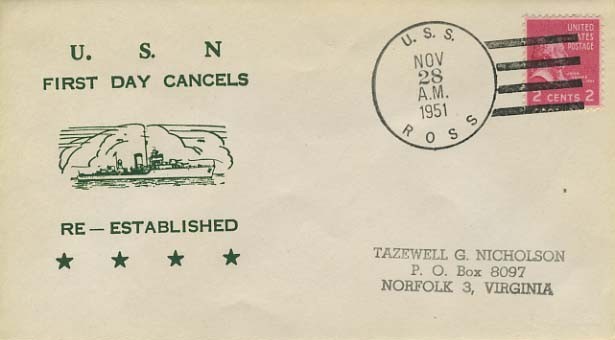 U. S. N
FIRST DAY CANCELS
RE-ESTABLISHED
U. S. S.
NOV
28
A.M.
1951
ROSS
UNITED
STATES
POSTAGE
2 CENTS 2
TAZEWELL G. NICHOLSON
P. O. Box 8097
NORFOLK 3, VIRGINIA